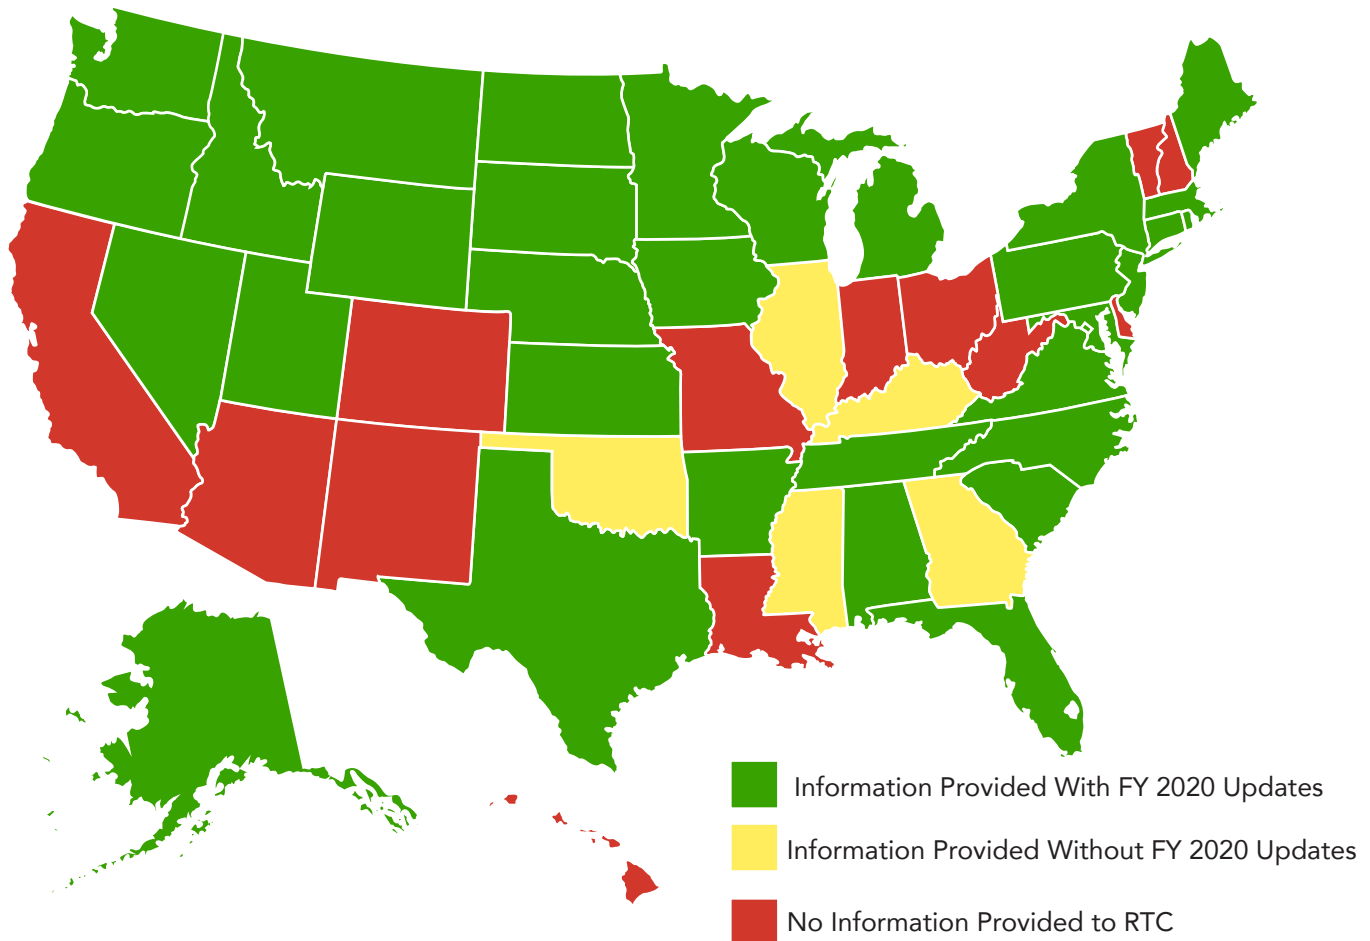 Information Provided With FY 2020 Updates
Information Provided Without FY 2020 Updates
No Information Provided to RTC